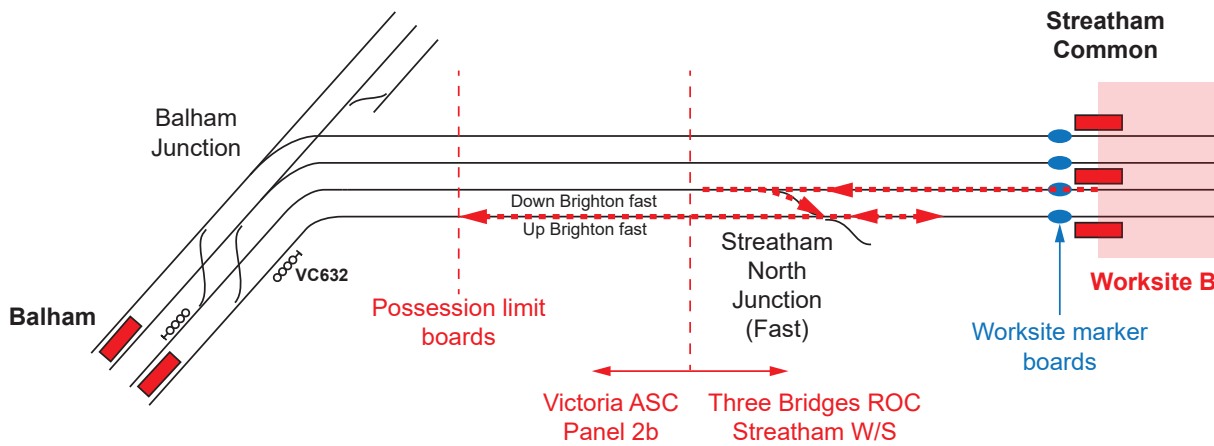 Streatham
Common
Balham
Junction
Down Brighton fast
Up Brighton fast
Streatham
North
Junction
(Fast)
VC632
Balham
Possession limit
boards
Worksite B
Worksite marker
boards
Victoria ASC
Panel 2b
Three Bridges ROC
Streatham W/S